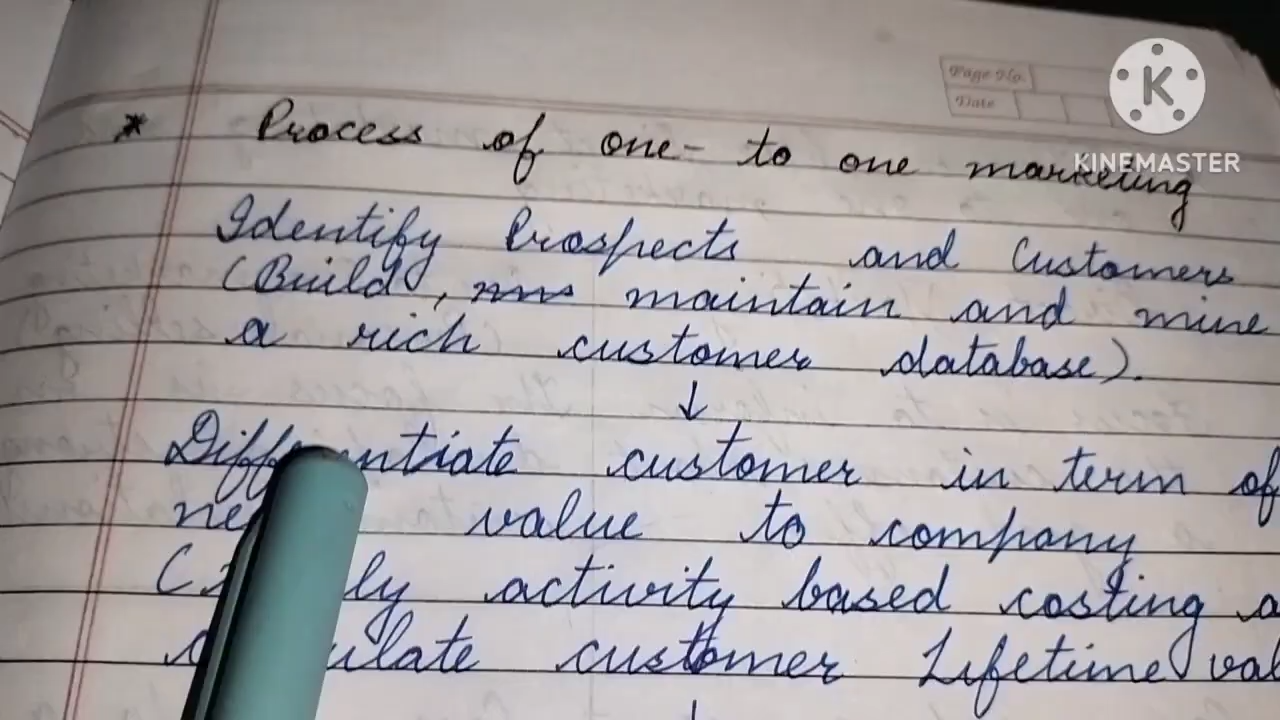 Page No.
Date
KINEMASTER
* Process of one- to one marketing
Identify Prospects and Customers
(Build, maintain and mine
a rich customer database).
↓
Differentiate customer in term of
value to company
activity based costing
customer Lifetime